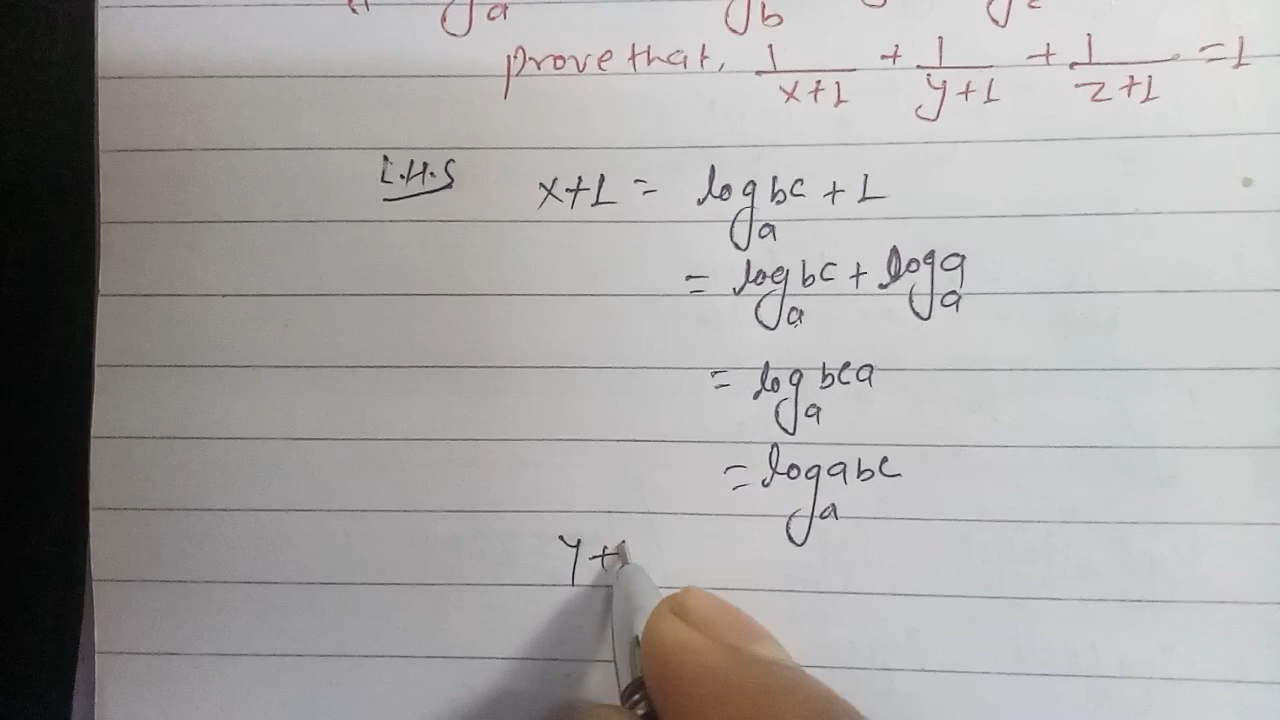 a b c
prove that, 1/x+1 + 1/y+1 + 1/z+1 = 1
L.H.S x+1 = log_a bc + 1
= log_a bc + log_a a
= log_a bca
= log_a abc
y+